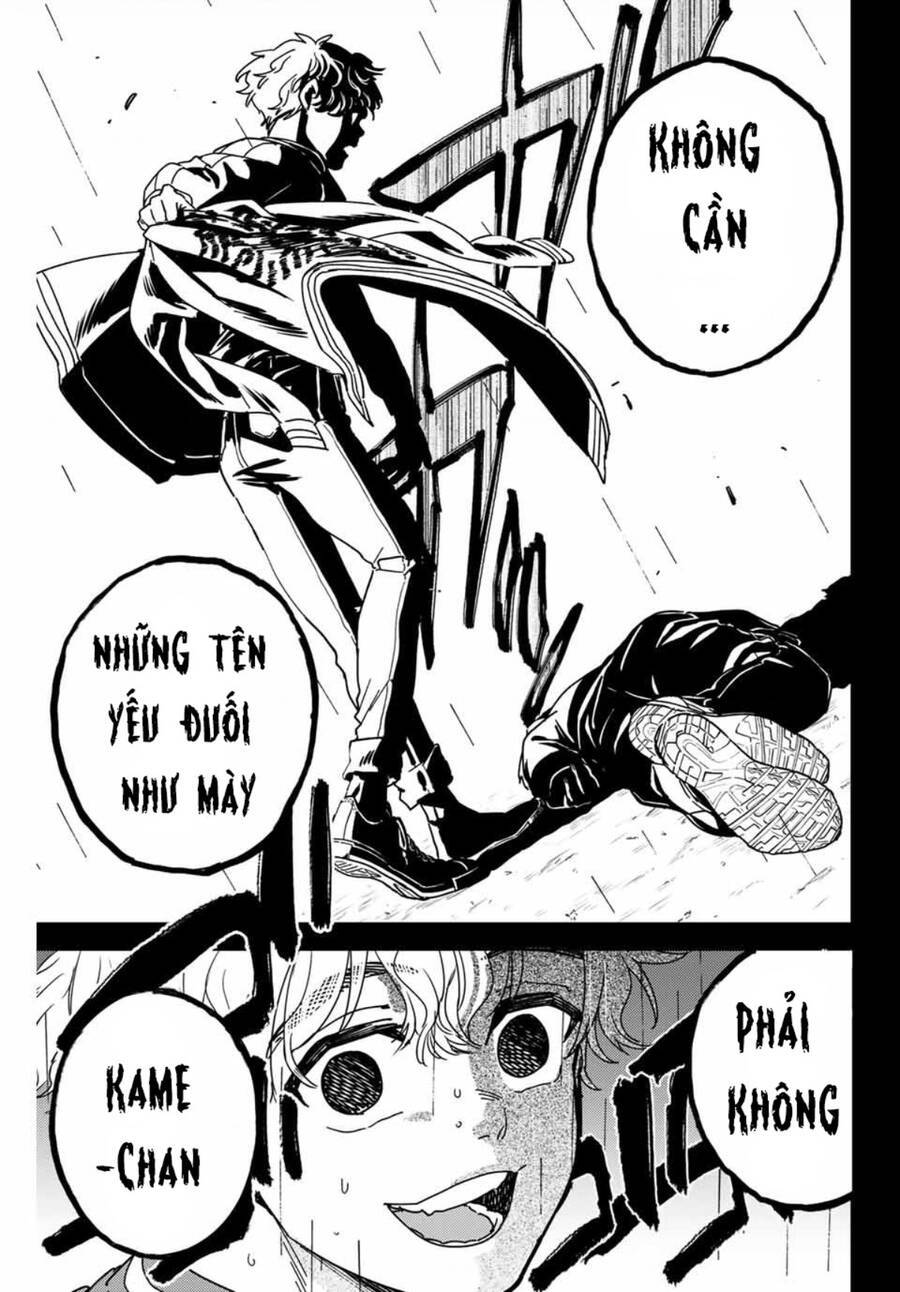 KHÔNG
CẦN
...
NHỮNG TÊN
YẾU ĐUỐI
NHƯ MÀY
PHẢI
KHÔNG
KAME
-CHAN